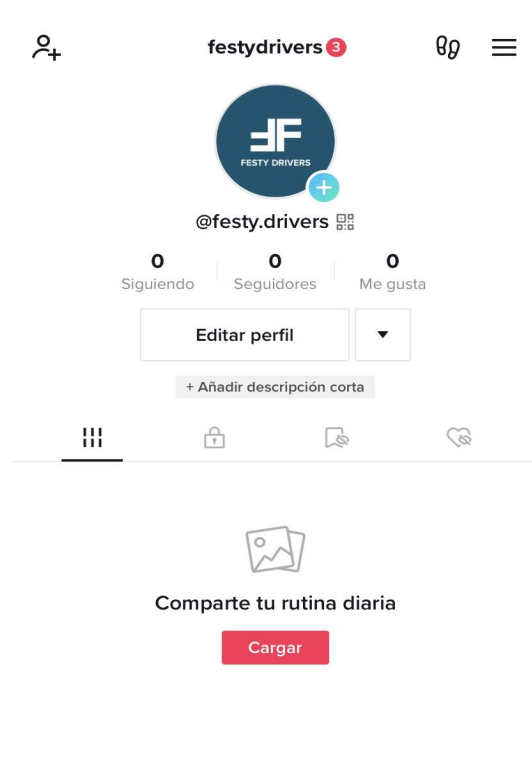 festydrivers 3
FESTY DRIVERS
@festy.drivers
0 0 0
Siguiendo Seguidores Me gusta
Editar perfil
+ Añadir descripción corta
Comparte tu rutina diaria
Cargar